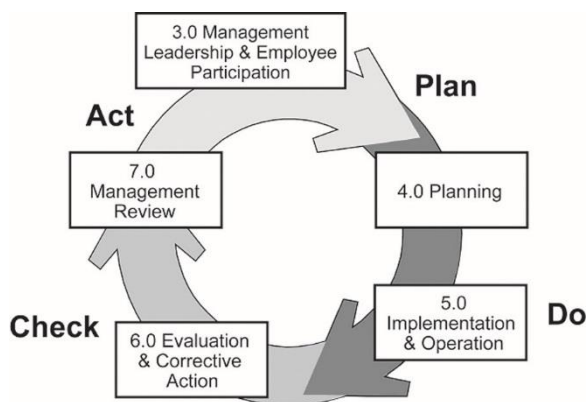 3.0 Management
Leadership & Employee
Participation
Plan
Act
7.0
Management
Review
4.0 Planning
5.0
Implementation
& Operation
Do
Check
6.0 Evaluation
& Corrective
Action